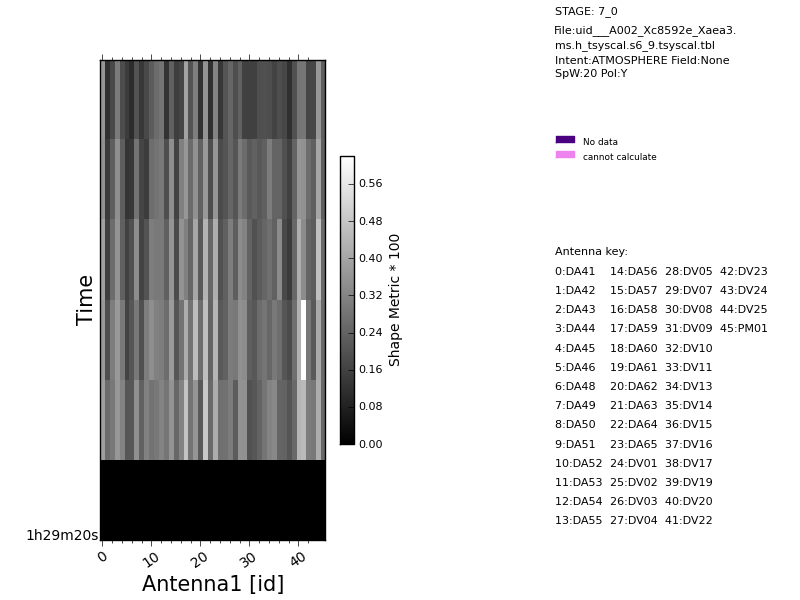 STAGE: 7_0
File:uid___A002_Xc8592e_Xaea3.
ms.h_tsyscal.s6_9.tsyscal.tbl
Intent:ATMOSPHERE Field:None
SpW:20 Pol:Y
No data
cannot calculate
0.56
0.48
0.40
0.32
0.24
0.16
0.08
0.00
Shape Metric * 100
Time
1h29m20s
0 10 20 30 40
Antenna1 [id]
Antenna key:
0:DA41 14:DA56 28:DV05 42:DV23
1:DA42 15:DA57 29:DV07 43:DV24
2:DA43 16:DA58 30:DV08 44:DV25
3:DA44 17:DA59 31:DV09 45:PM01
4:DA45 18:DA60 32:DV10
5:DA46 19:DA61 33:DV11
6:DA48 20:DA62 34:DV13
7:DA49 21:DA63 35:DV14
8:DA50 22:DA64 36:DV15
9:DA51 23:DA65 37:DV16
10:DA52 24:DV01 38:DV17
11:DA53 25:DV02 39:DV19
12:DA54 26:DV03 40:DV20
13:DA55 27:DV04 41:DV22